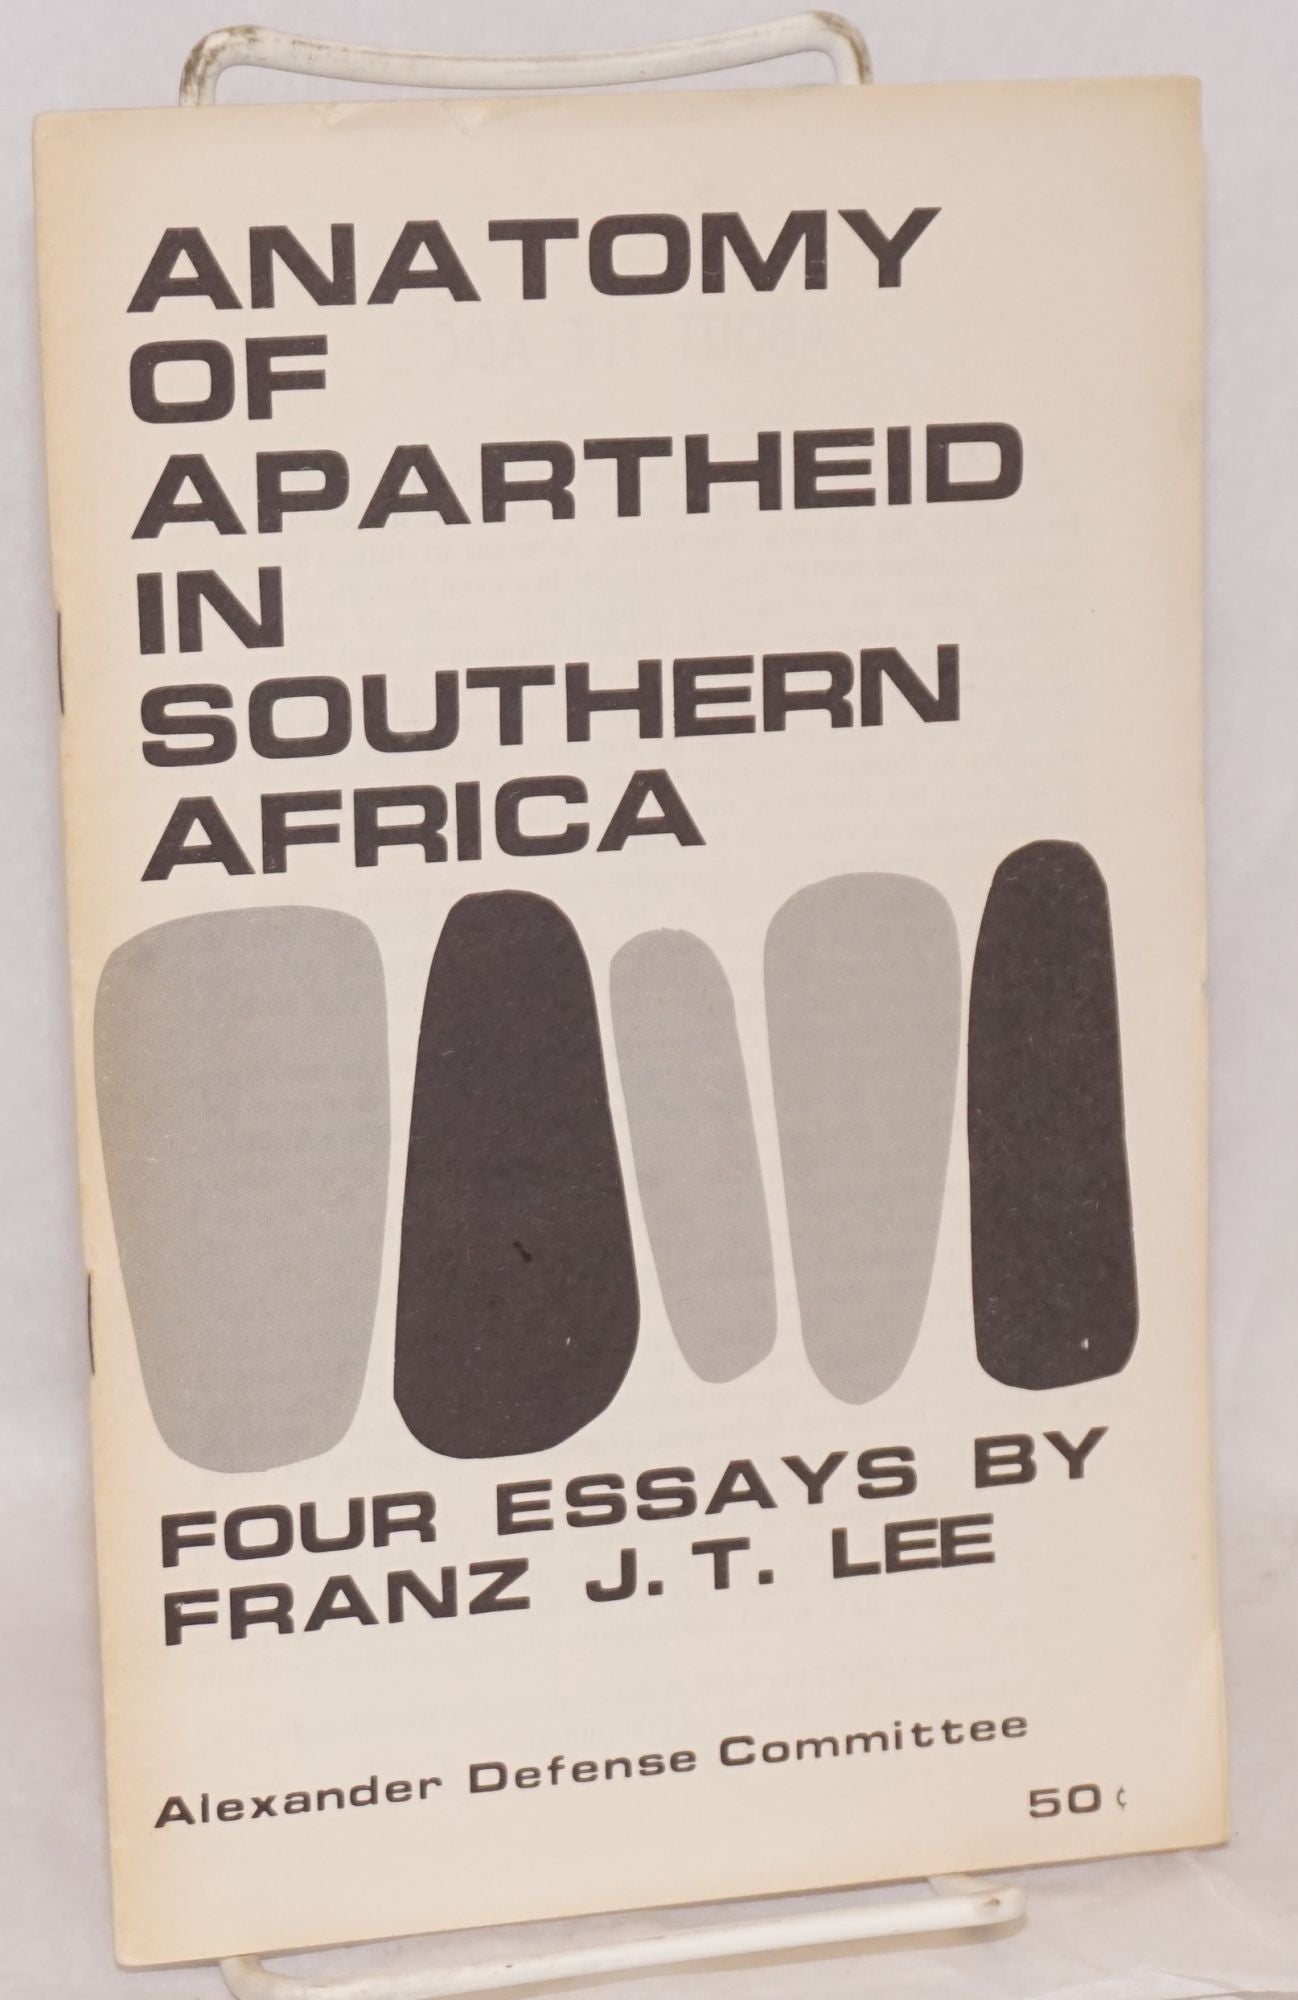 ANATOMY
OF
APARTHEID
IN
SOUTHERN
AFRICA
FOUR ESSAYS BY
FRANZ J. T. LEE
Alexander Defense Committee
50¢